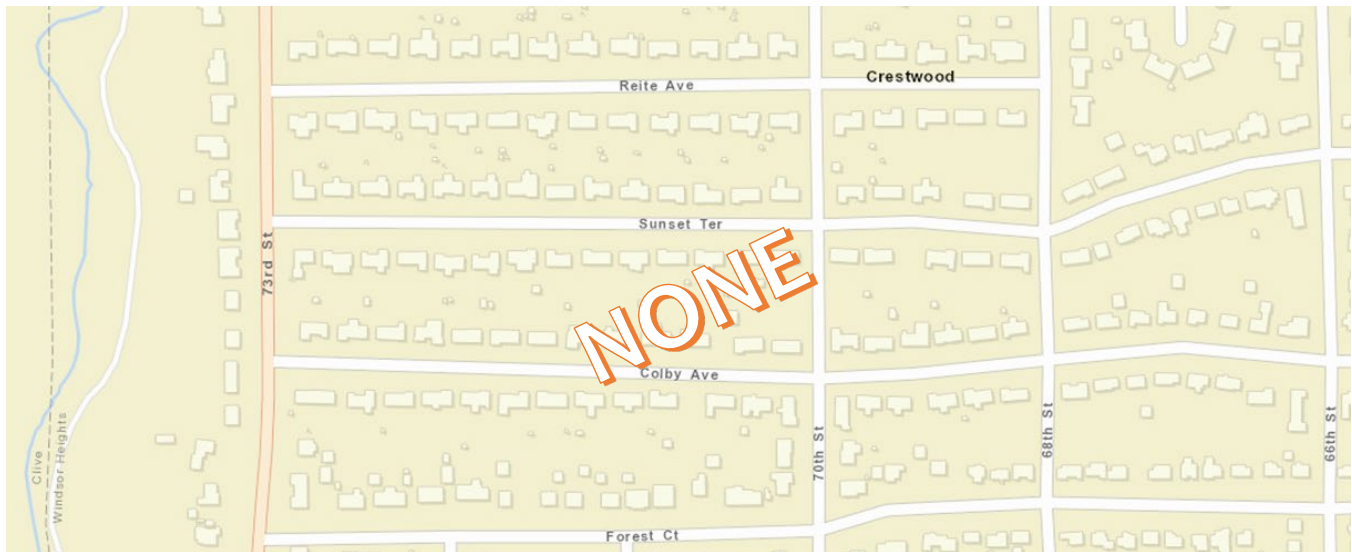 Crestwood
Reite Ave
Sunset Ter
73rd St
NONE
Colby Ave
Clive
Windsor Heights
70th St
68th St
66th St
Forest Ct